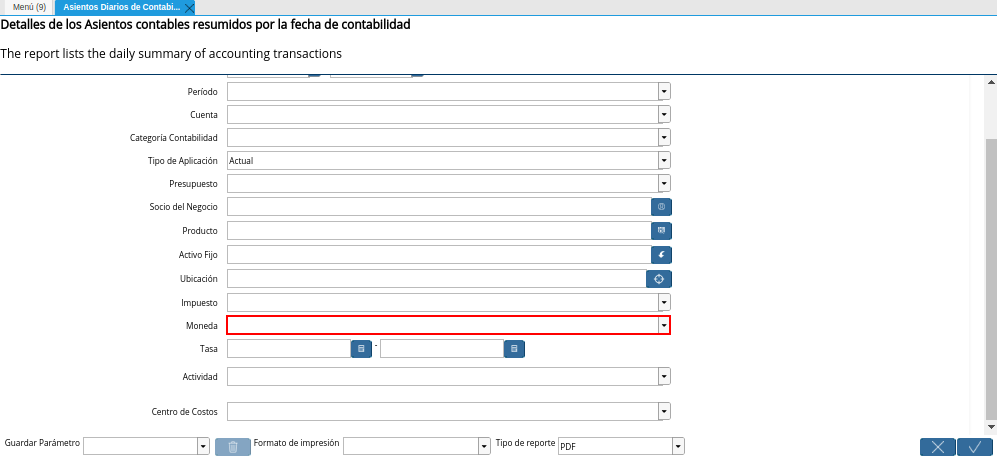 Menú (9)
Asientos Diarios de Contabi...
Detalles de los Asientos contables resumidos por la fecha de contabilidad
The report lists the daily summary of accounting transactions
Período
Cuenta
Categoría Contabilidad
Tipo de Aplicación Actual
Presupuesto
Socio del Negocio
Producto
Activo Fijo
Ubicación
Impuesto
Moneda
Tasa -
Actividad
Centro de Costos
Guardar Parámetro Formato de impresión Tipo de reporte PDF